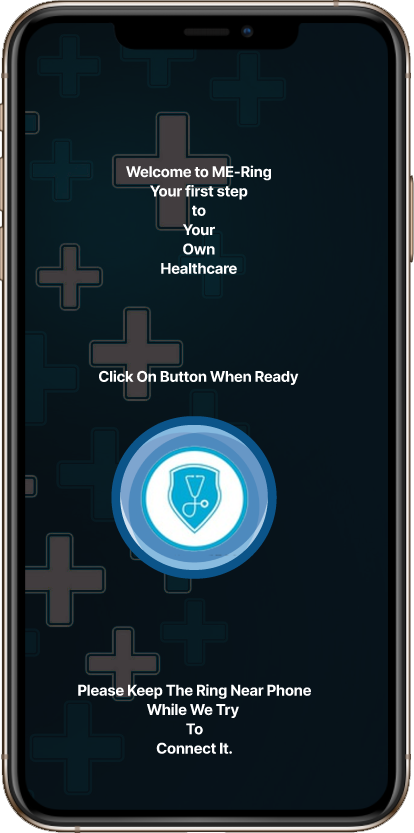 Welcome to ME-Ring
Your first step
to
Your
Own
Healthcare
Click On Button When Ready
Please Keep The Ring Near Phone
While We Try
To
Connect It.